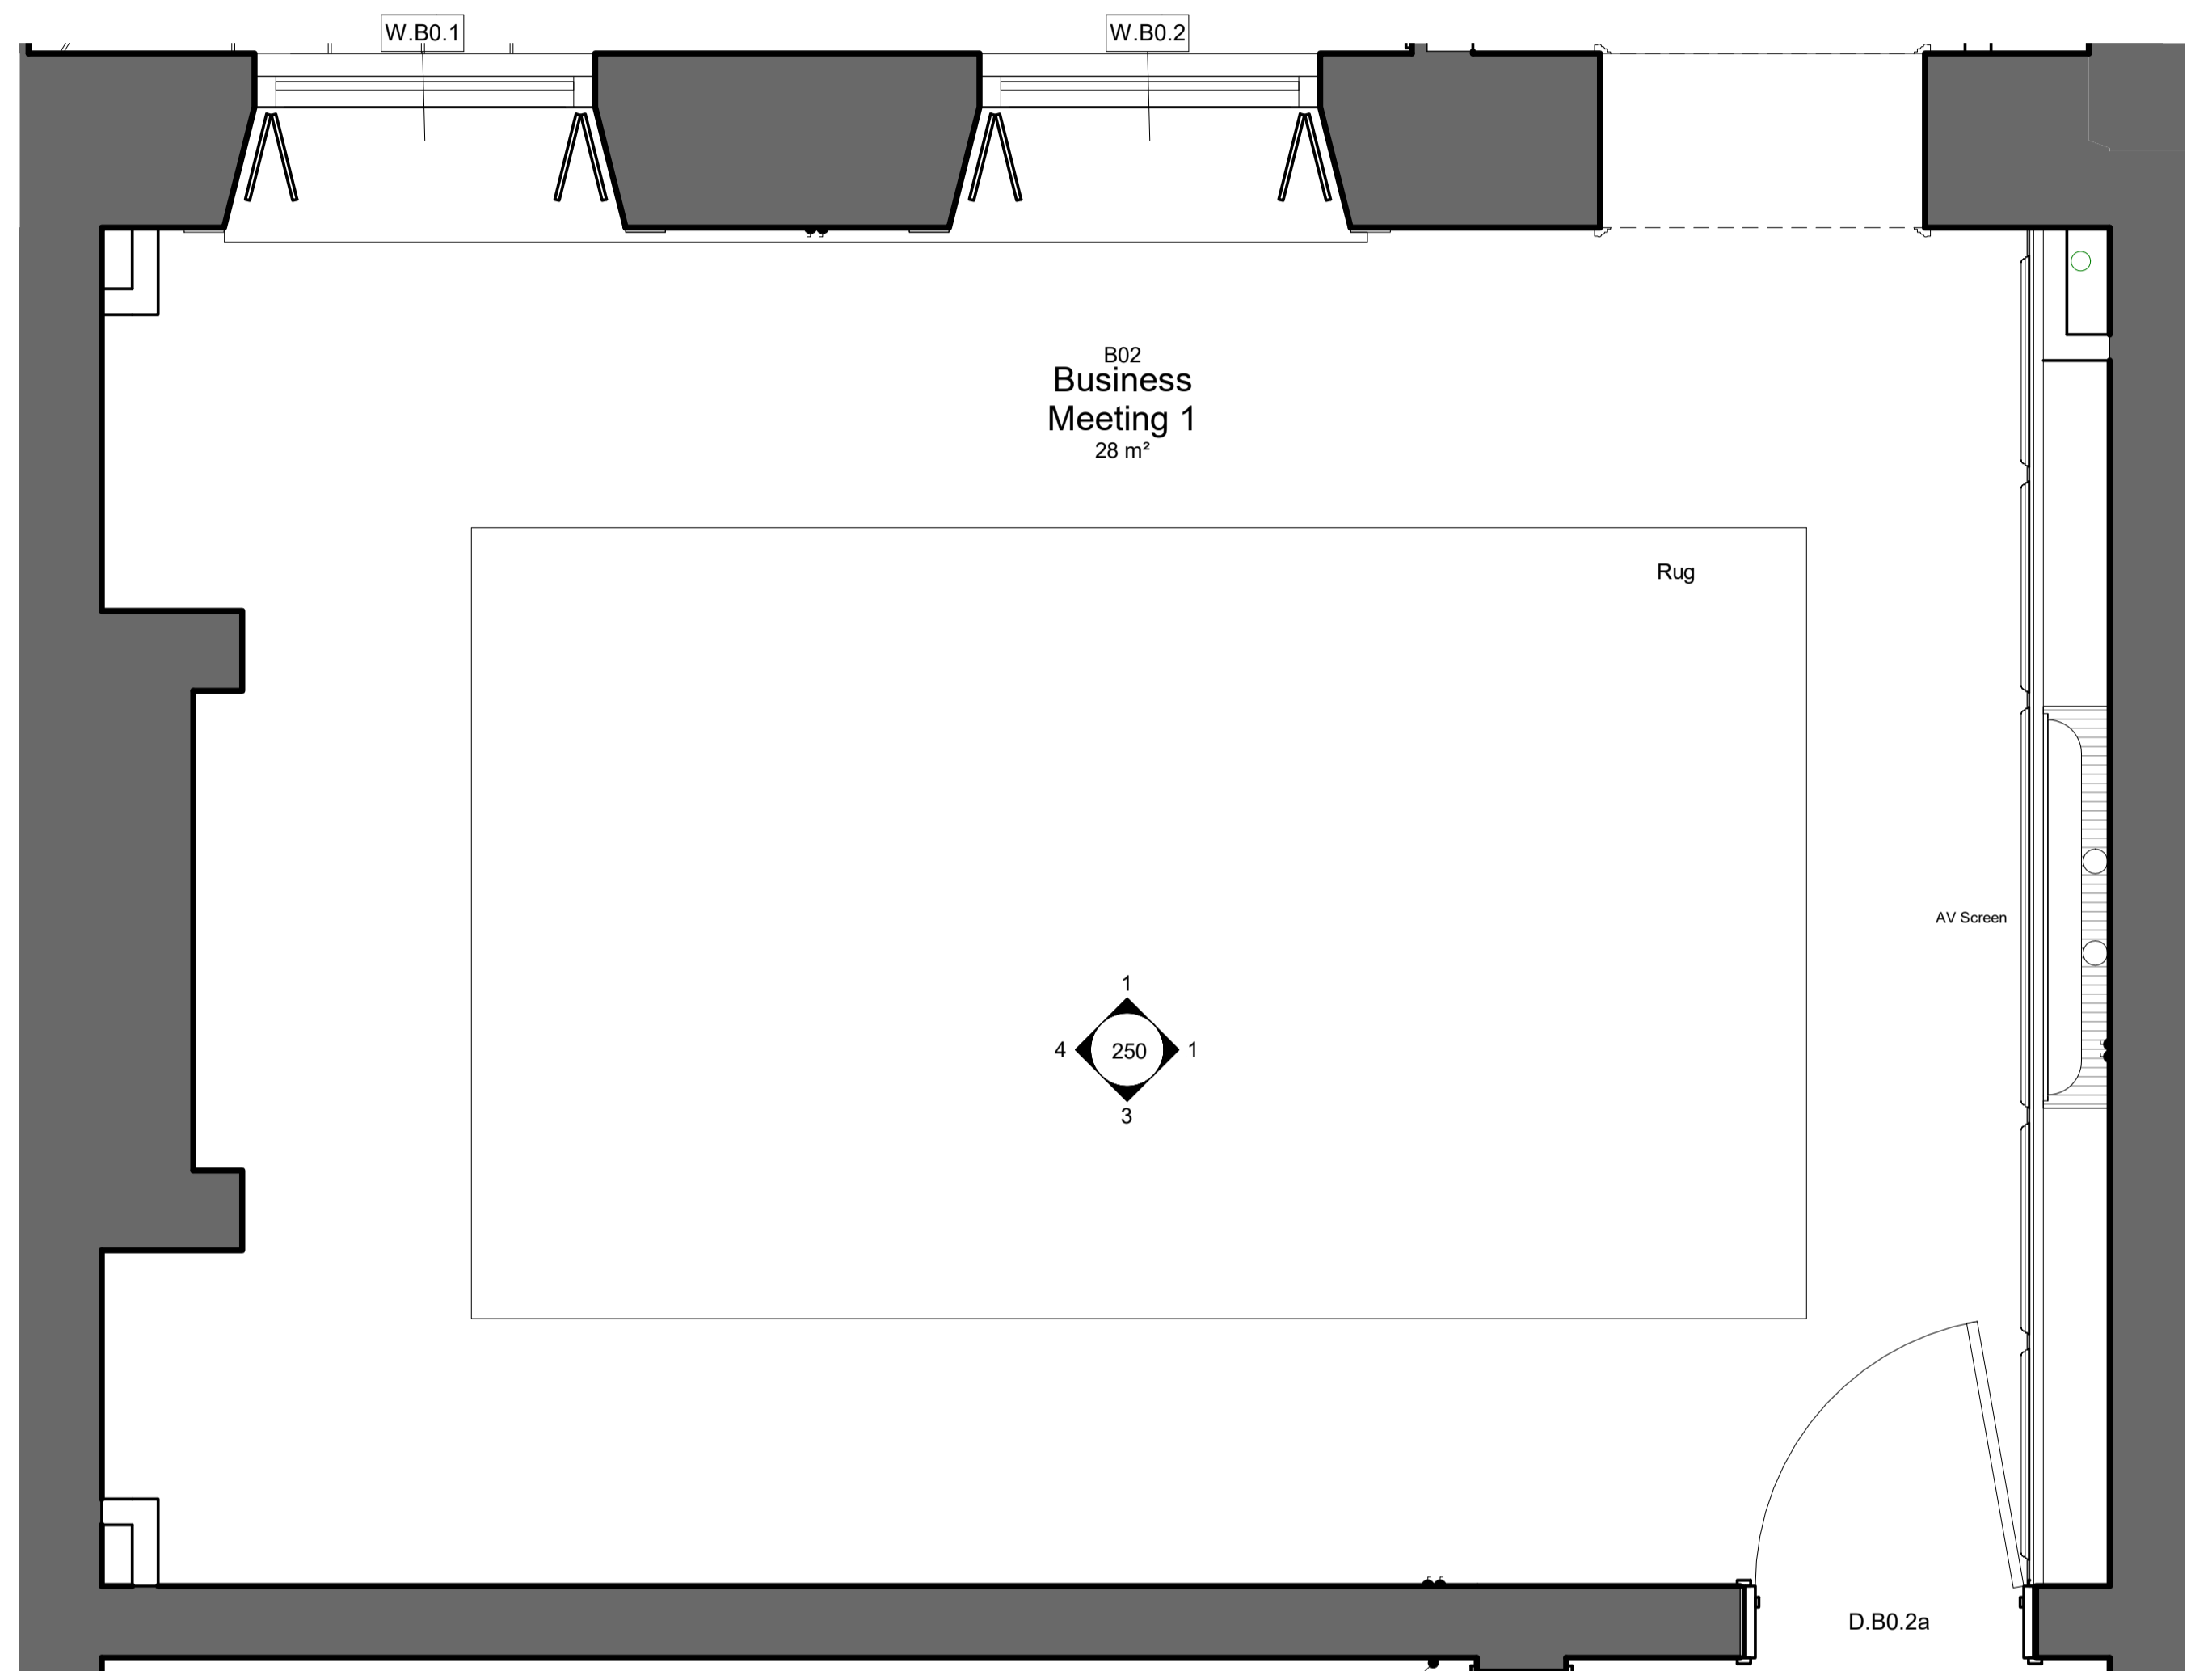 W.B0.1
W.B0.2
B02
Business
Meeting 1
28 m²
Rug
AV Screen
1
4
250
1
3
D.B0.2a